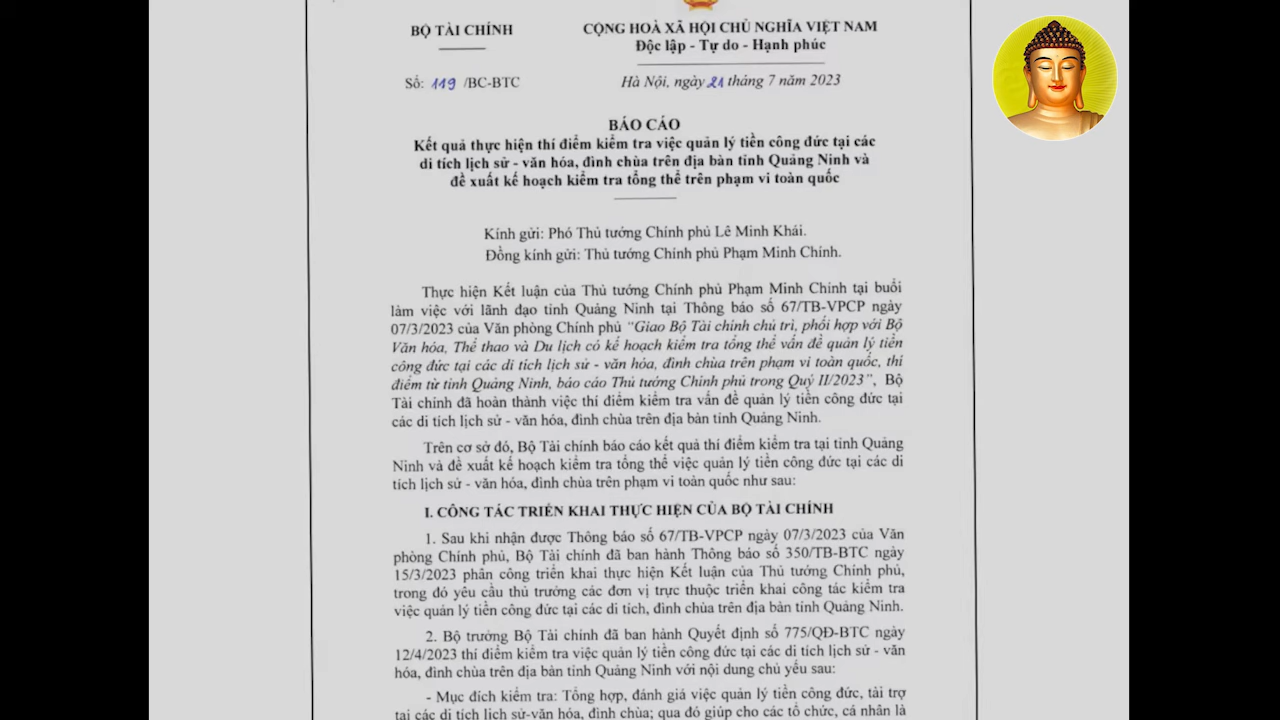 BỘ TÀI CHÍNH
CỘNG HOÀ XÃ HỘI CHỦ NGHĨA VIỆT NAM
Độc lập - Tự do - Hạnh phúc
Số: 119 /BC-BTC
Hà Nội, ngày 21 tháng 7 năm 2023
BÁO CÁO
Kết quả thực hiện thí điểm kiểm tra việc quản lý tiền công đức tại các
di tích lịch sử - văn hóa, đình chùa trên địa bàn tỉnh Quảng Ninh và
đề xuất kế hoạch kiểm tra tổng thể trên phạm vi toàn quốc
Kính gửi: Phó Thủ tướng Chính phủ Lê Minh Khái.
Đồng kính gửi: Thủ tướng Chính phủ Phạm Minh Chính.
Thực hiện Kết luận của Thủ tướng Chính phủ Phạm Minh Chính tại buổi
làm việc với lãnh đạo tỉnh Quảng Ninh tại Thông báo số 67/TB-VPCP ngày
07/3/2023 của Văn phòng Chính phủ "Giao Bộ Tài chính chủ trì, phối hợp với Bộ
Văn hóa, Thể thao và Du lịch có kế hoạch kiểm tra tổng thể vấn đề quản lý tiền
công đức tại các di tích lịch sử - văn hóa, đình chùa trên phạm vi toàn quốc, thí
điểm từ tỉnh Quảng Ninh, báo cáo Thủ tướng Chính phủ trong Quý II/2023", Bộ
Tài chính đã hoàn thành việc thí điểm kiểm tra vấn đề quản lý tiền công đức tại
các di tích lịch sử - văn hóa, đình chùa trên địa bàn tỉnh Quảng Ninh.
Trên cơ sở đó, Bộ Tài chính báo cáo kết quả thí điểm kiểm tra tại tỉnh Quảng
Ninh và đề xuất kế hoạch kiểm tra tổng thể việc quản lý tiền công đức tại các di
tích lịch sử - văn hóa, đình chùa trên phạm vi toàn quốc như sau:
I. CÔNG TÁC TRIỂN KHAI THỰC HIỆN CỦA BỘ TÀI CHÍNH
1. Sau khi nhận được Thông báo số 67/TB-VPCP ngày 07/3/2023 của Văn
phòng Chính phủ, Bộ Tài chính đã ban hành Thông báo số 350/TB-BTC ngày
15/3/2023 phân công triển khai thực hiện Kết luận của Thủ tướng Chính phủ,
trong đó yêu cầu thủ trưởng các đơn vị trực thuộc triển khai công tác kiểm tra
việc quản lý tiền công đức tại các di tích, đình chùa trên địa bàn tỉnh Quảng Ninh.
2. Bộ trưởng Bộ Tài chính đã ban hành Quyết định số 775/QĐ-BTC ngày
12/4/2023 thí điểm kiểm tra việc quản lý tiền công đức tại các di tích lịch sử - văn
hóa, đình chùa trên địa bàn tỉnh Quảng Ninh với nội dung chủ yếu sau:
- Mục đích kiểm tra: Tổng hợp, đánh giá việc quản lý tiền công đức, tài trợ
tại các di tích lịch sử-văn hóa, đình chùa; qua đó giúp cho các tổ chức, cá nhân là